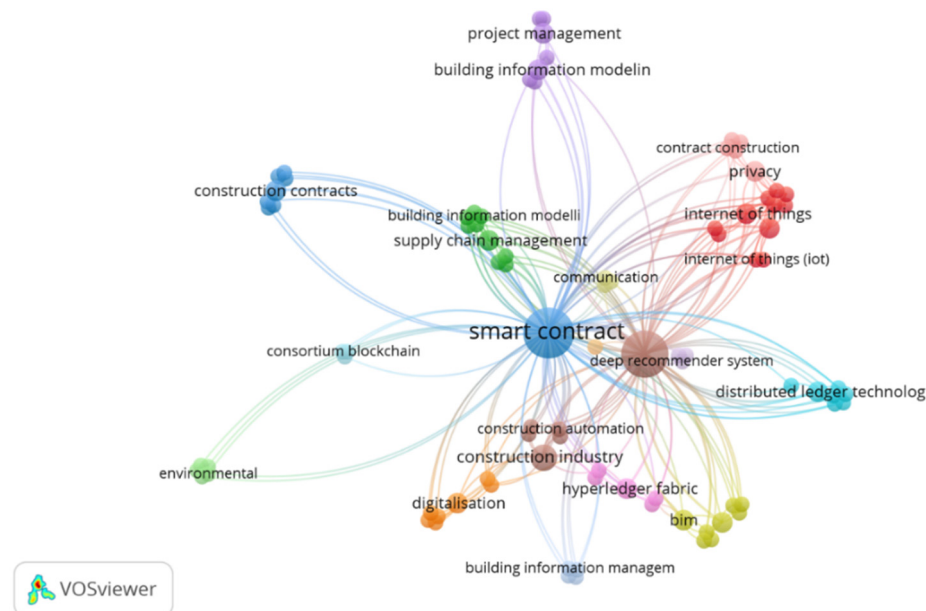 project management
building information modelin
contract construction
privacy
construction contracts
building information modelli
internet of things
supply chain management
internet of things (iot)
communication
smart contract
consortium blockchain
deep recommender system
distributed ledger technolog
construction automation
construction industry
environmental
hyperledger fabric
digitalisation
bim
building information managem
VOSviewer